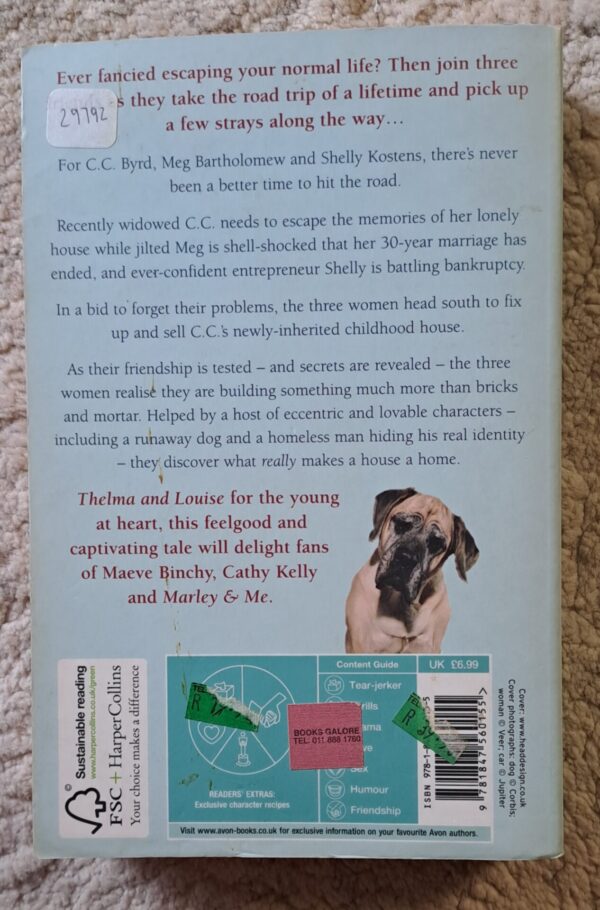 Ever fancied escaping your normal life? Then join three
s they take the road trip of a lifetime and pick up
a few strays along the way...
29792
For C.C. Byrd, Meg Bartholomew and Shelly Kostens, there's never
been a better time to hit the road.
Recently widowed C.C. needs to escape the memories of her lonely
house while jilted Meg is shell-shocked that her 30-year marriage has
ended, and ever-confident entrepreneur Shelly is battling bankruptcy.
In a bid to forget their problems, the three women head south to fix
up and sell C.C.'s newly-inherited childhood house.
As their friendship is tested – and secrets are revealed – the three
women realise they are building something much more than bricks
and mortar. Helped by a host of eccentric and lovable characters –
including a runaway dog and a homeless man hiding his real identity
– they discover what really makes a house a home.
Thelma and Louise for the young
at heart, this feelgood and
captivating tale will delight fans
of Maeve Binchy, Cathy Kelly
and Marley & Me.
Sustainable reading
www.harpercollins.co.uk/green
FSC + HarperCollins
Your choice makes a difference
READERS' EXTRAS:
Exclusive character recipes
BOOKS GALORE
TEL. 011 888 1780
Content Guide
Tear-jerker
Humour
Friendship
UK £6.99
ISBN 978-1-
9 781847 560155
Visit www.avon-books.co.uk for exclusive information on your favourite Avon authors.
Cover: www.headdesign.co.uk
Cover photographs: dog © Corbis;
woman © Veer; car © Jupiter